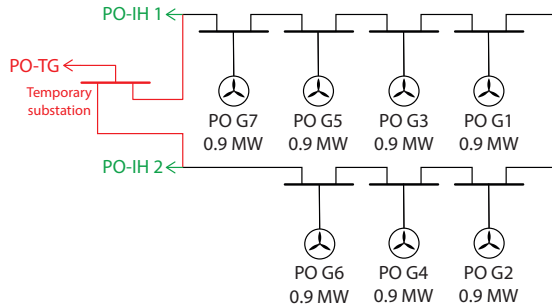 PO-IH 1
PO-TG
Temporary
substation
PO G7
0.9 MW
PO G5
0.9 MW
PO G3
0.9 MW
PO G1
0.9 MW
PO-IH 2
PO G6
0.9 MW
PO G4
0.9 MW
PO G2
0.9 MW